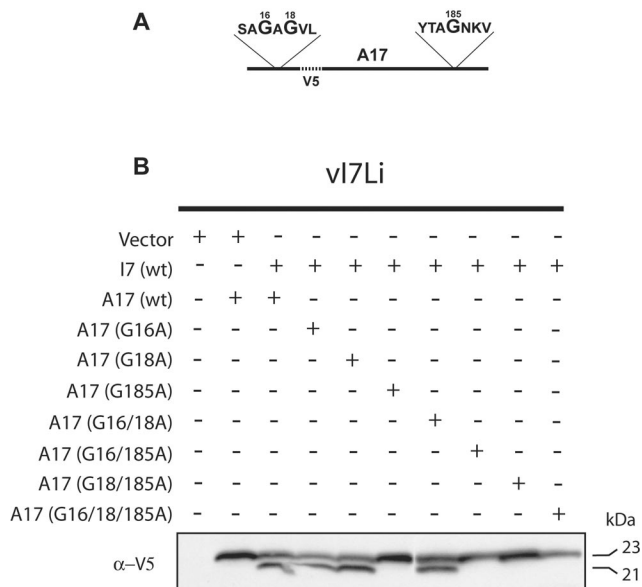 A
16 18 185
SAGAGVL YTAGNKV
A17
V5
B
vI7Li
Vector + + - - - - - - - -
I7 (wt) - - + + + + + + + +
A17 (wt) - + + - - - - - - -
A17 (G16A) - - - + - - - - - -
A17 (G18A) - - - - + - - - - -
A17 (G185A) - - - - - + - - - -
A17 (G16/18A) - - - - - - + - - -
A17 (G16/185A) - - - - - - - + - -
A17 (G18/185A) - - - - - - - - + -
A17 (G16/18/185A) - - - - - - - - - +
kDa
α–V5
23
21